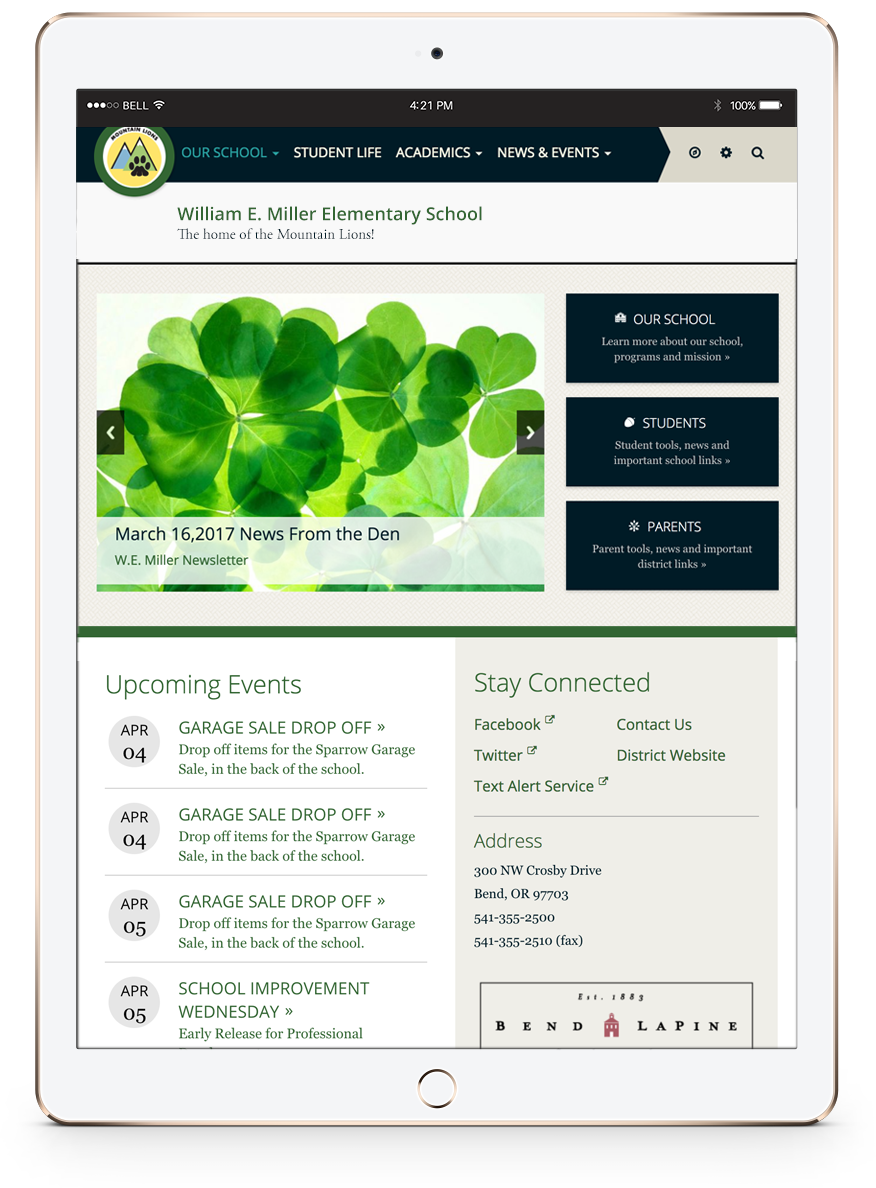 BELL
4:21 PM
100%
MOUNTAIN LIONS
OUR SCHOOL
STUDENT LIFE
ACADEMICS
NEWS & EVENTS
William E. Miller Elementary School
The home of the Mountain Lions!
March 16,2017 News From the Den
W.E. Miller Newsletter
OUR SCHOOL
Learn more about our school,
programs and mission »
STUDENTS
Student tools, news and
important school links »
PARENTS
Parent tools, news and important
district links »
Upcoming Events
APR
04
GARAGE SALE DROP OFF »
Drop off items for the Sparrow Garage
Sale, in the back of the school.
APR
04
GARAGE SALE DROP OFF »
Drop off items for the Sparrow Garage
Sale, in the back of the school.
APR
05
GARAGE SALE DROP OFF »
Drop off items for the Sparrow Garage
Sale, in the back of the school.
APR
05
SCHOOL IMPROVEMENT
WEDNESDAY »
Early Release for Professional
Stay Connected
Facebook
Contact Us
Twitter
District Website
Text Alert Service
Address
300 NW Crosby Drive
Bend, OR 97703
541-355-2500
541-355-2510 (fax)
Est. 1883
BEND LAPINE